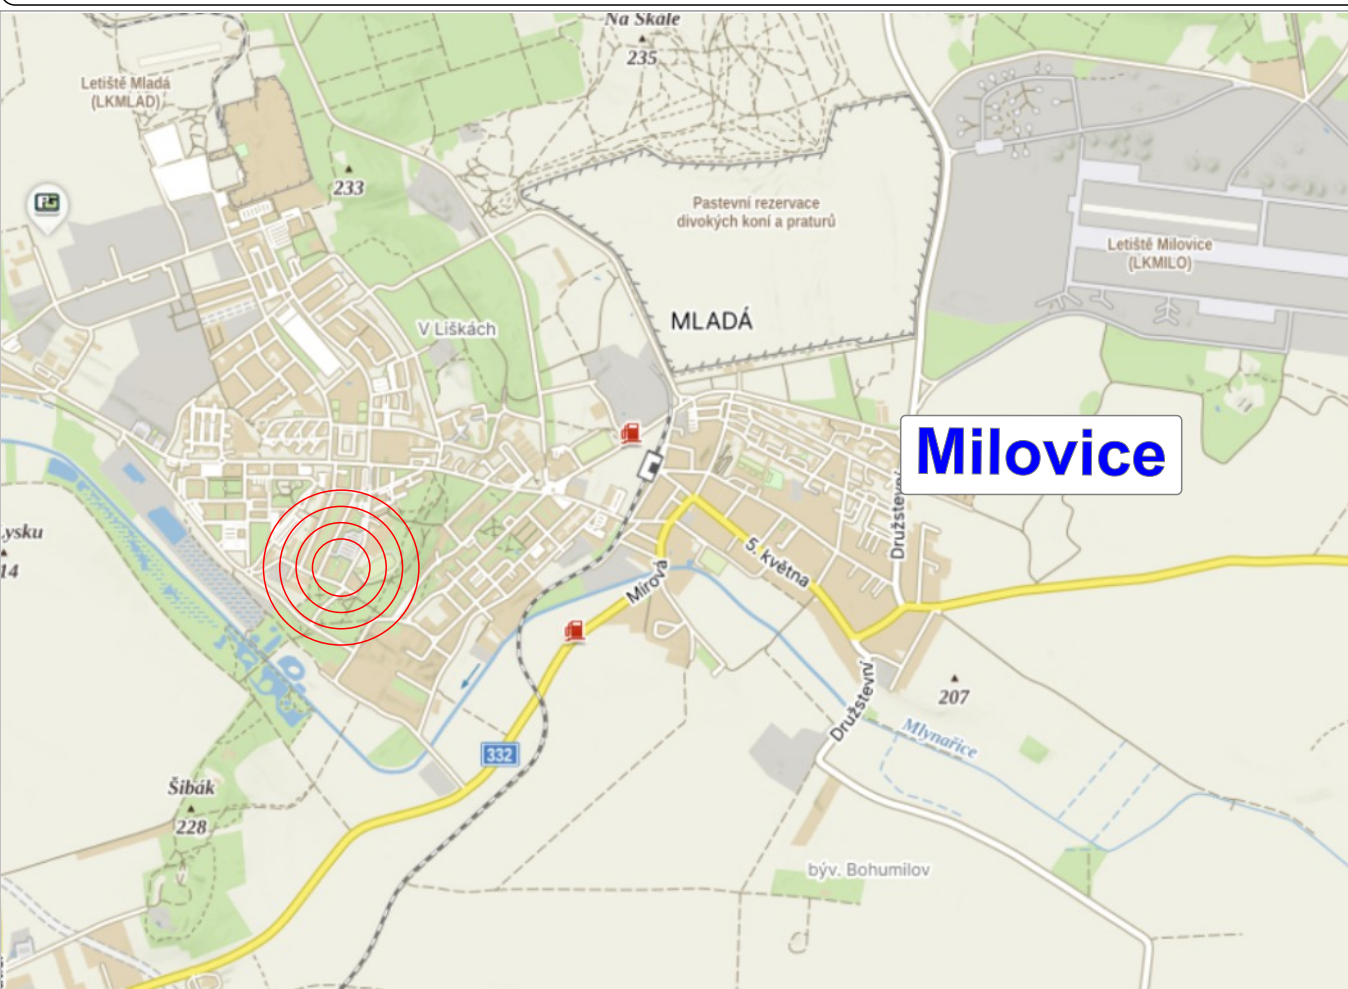 Na Skále
235
Letiště Mladá
(LKMLAD)
233
Pastevní rezervace
divokých koní a praturů
Letiště Milovice
(LKMILO)
MLADÁ
V Liškách
Milovice
Družstevní
ysku
14
5. května
Mírová
207
Družstevní
Mlynařice
332
Šibák
228
býv. Bohumilov